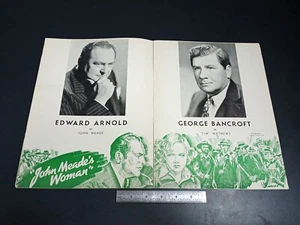 EDWARD ARNOLD
as
JOHN MEADE
GEORGE BANCROFT
as
TIM MATHEWS
"John Meade's
Woman"